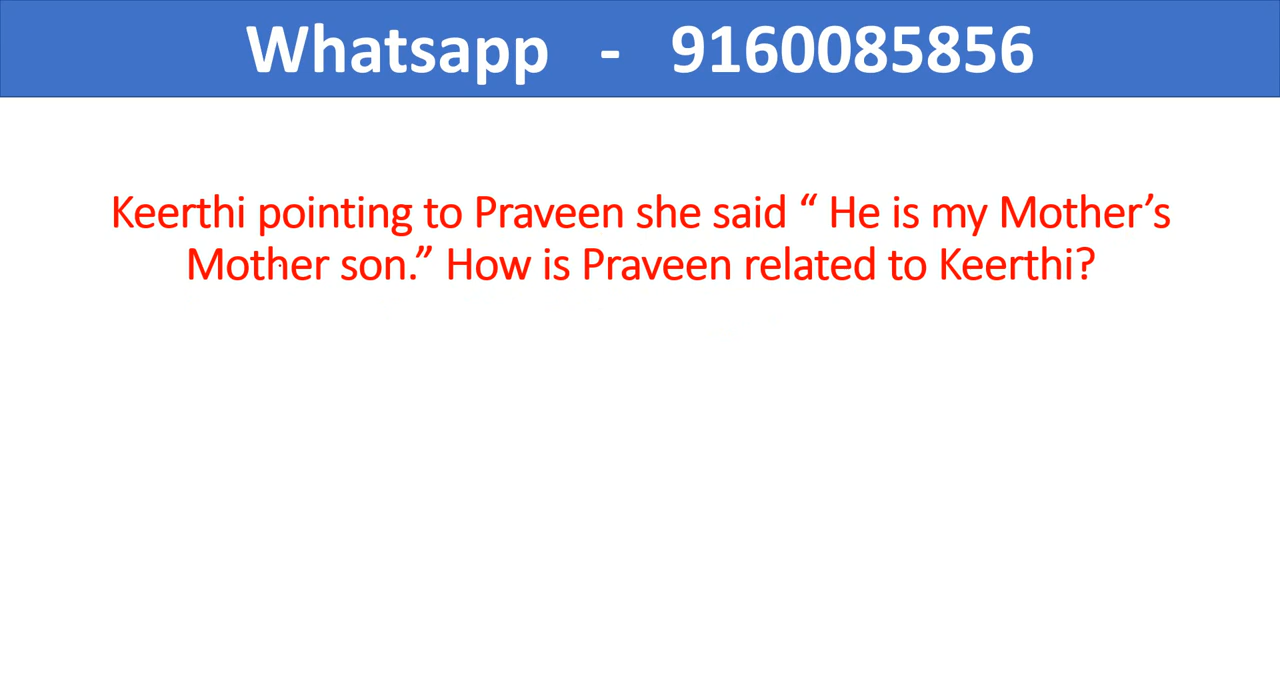 Whatsapp - 9160085856
Keerthi pointing to Praveen she said “ He is my Mother’s
Mother son.” How is Praveen related to Keerthi?